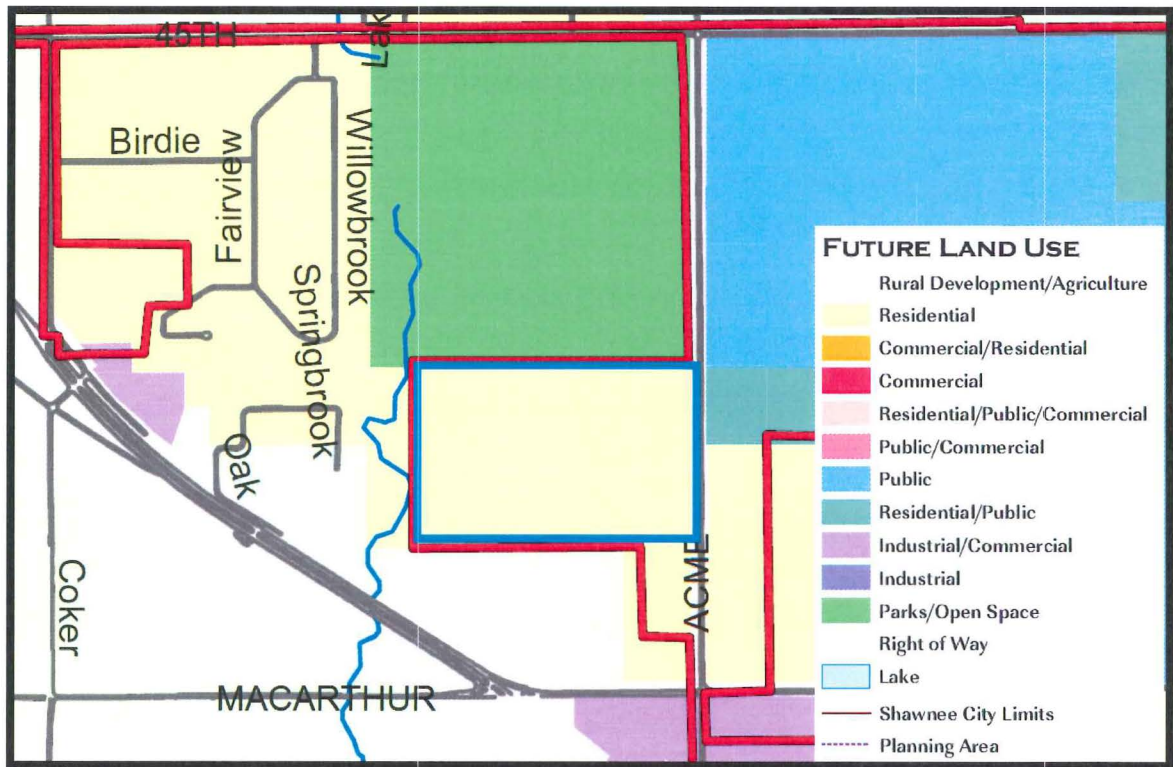 45TH
Lak
Birdie
Fairview
Willowbrook
Springbrook
Oak
Coker
ACME
MACARTHUR
FUTURE LAND USE
Rural Development/Agriculture
Residential
Commercial/Residential
Commercial
Residential/Public/Commercial
Public/Commercial
Public
Residential/Public
Industrial/Commercial
Industrial
Parks/Open Space
Right of Way
Lake
Shawnee City Limits
Planning Area